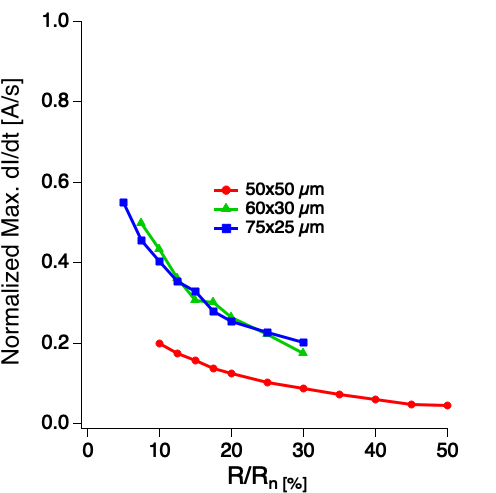 Normalized Max. dI/dt [A/s]
1.0
0.8
0.6
0.4
0.2
0.0
50x50 µm
60x30 µm
75x25 µm
0 10 20 30 40 50
R/Rn [%]